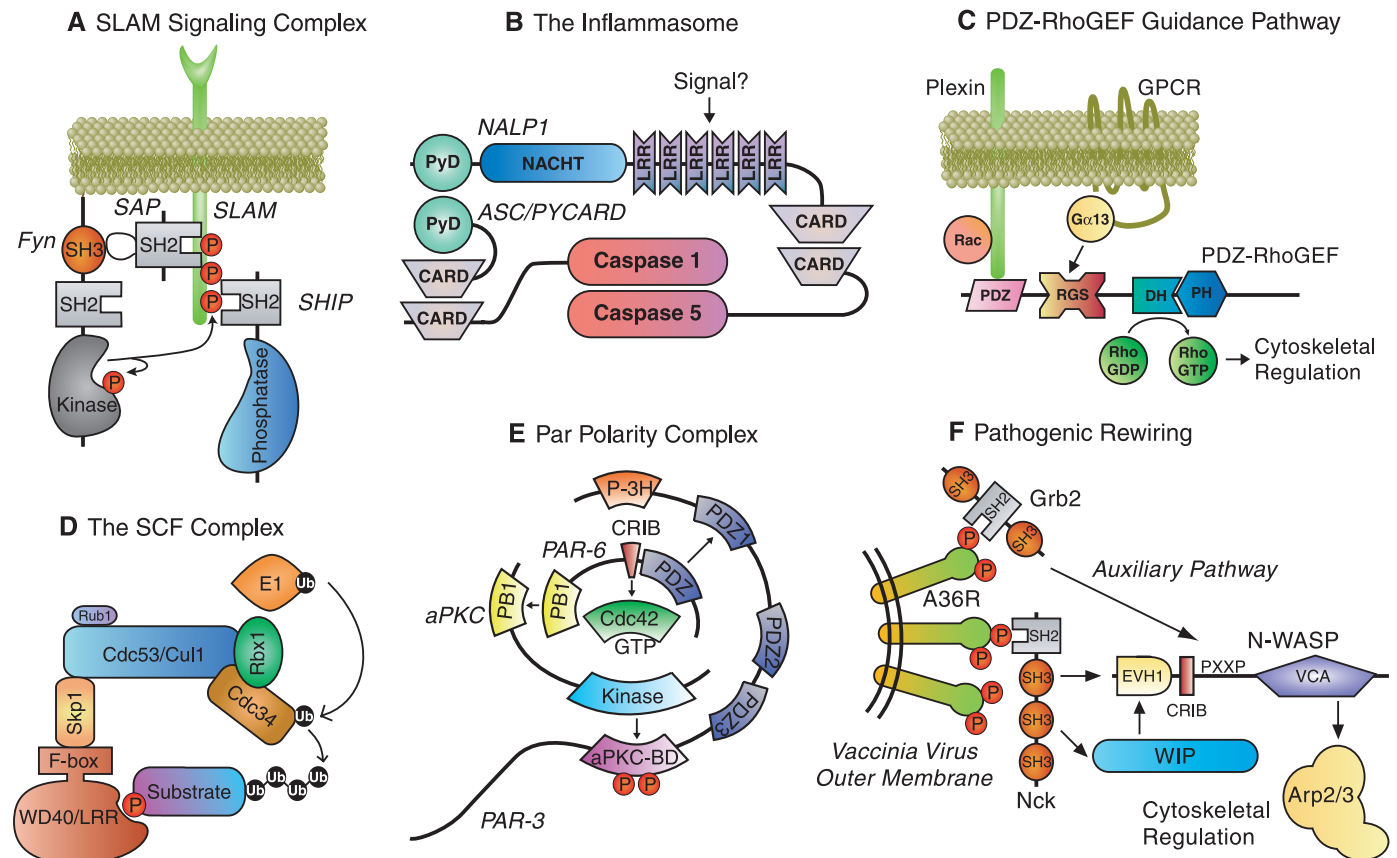 A SLAM Signaling Complex
SAP
SLAM
Fyn
SH3
SH2
P
P
P
SH2
SH2
SHIP
P
Kinase
Phosphatase
B The Inflammasome
Signal?
NALP1
PyD
NACHT
LRR
LRR
LRR
LRR
LRR
LRR
ASC/PYCARD
PyD
CARD
CARD
CARD
CARD
Caspase 1
Caspase 5
C PDZ-RhoGEF Guidance Pathway
Plexin
GPCR
Gα13
Rac
PDZ-RhoGEF
PDZ
RGS
DH
PH
Rho
GDP
Rho
GTP
Cytoskeletal
Regulation
D The SCF Complex
E1
Ub
Rub1
Cdc53/Cul1
Rbx1
Cdc34
Ub
Skp1
F-box
WD40/LRR
P
Substrate
Ub
Ub
Ub
Ub
E Par Polarity Complex
P-3H
CRIB
PAR-6
PDZ
PDZ1
PDZ2
PDZ3
aPKC
PB1
PB1
Cdc42
GTP
Kinase
aPKC-BD
P
P
PAR-3
F Pathogenic Rewiring
SH3
SH2
SH3
Grb2
P
P
P
A36R
Auxiliary Pathway
P
P
SH2
SH3
SH3
SH3
Nck
P
P
Vaccinia Virus
Outer Membrane
N-WASP
EVH1
CRIB
PXXP
VCA
WIP
Arp2/3
Cytoskeletal
Regulation